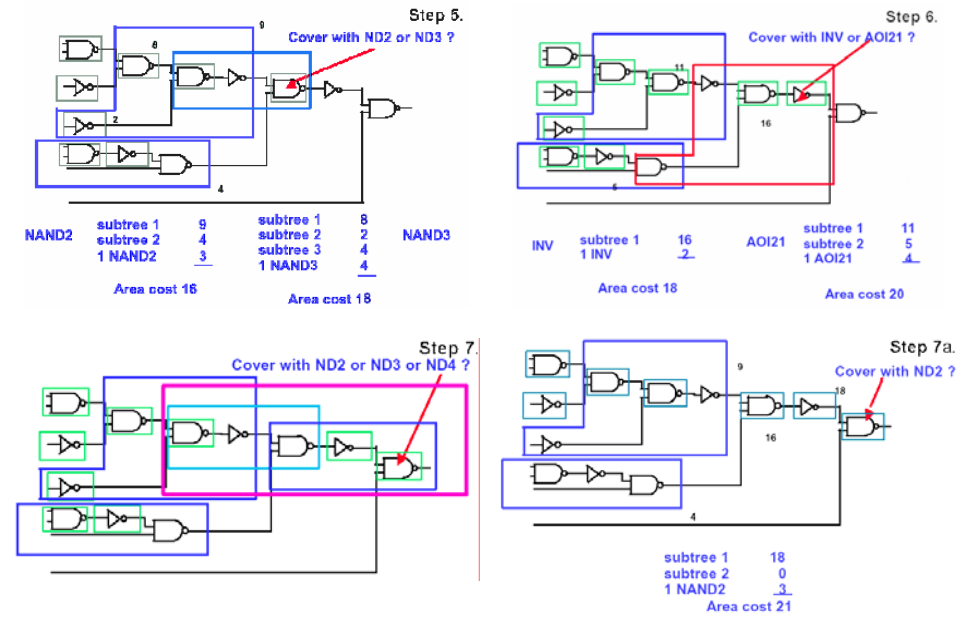 Step 5.
Cover with ND2 or ND3 ?
9
8
2
4
NAND2
subtree 1 9
subtree 2 4
1 NAND2 3
Area cost 16
subtree 1 8
subtree 2 2
subtree 3 4
1 NAND3 4
Area cost 18
NAND3
Step 6.
Cover with INV or AOI21 ?
11
16
5
INV
subtree 1 16
1 INV 2
Area cost 18
AOI21
subtree 1 11
subtree 2 5
1 AOI21 4
Area cost 20
Step 7.
Cover with ND2 or ND3 or ND4 ?
Step 7a.
Cover with ND2 ?
9
18
16
4
subtree 1 18
subtree 2 0
1 NAND2 3
Area cost 21